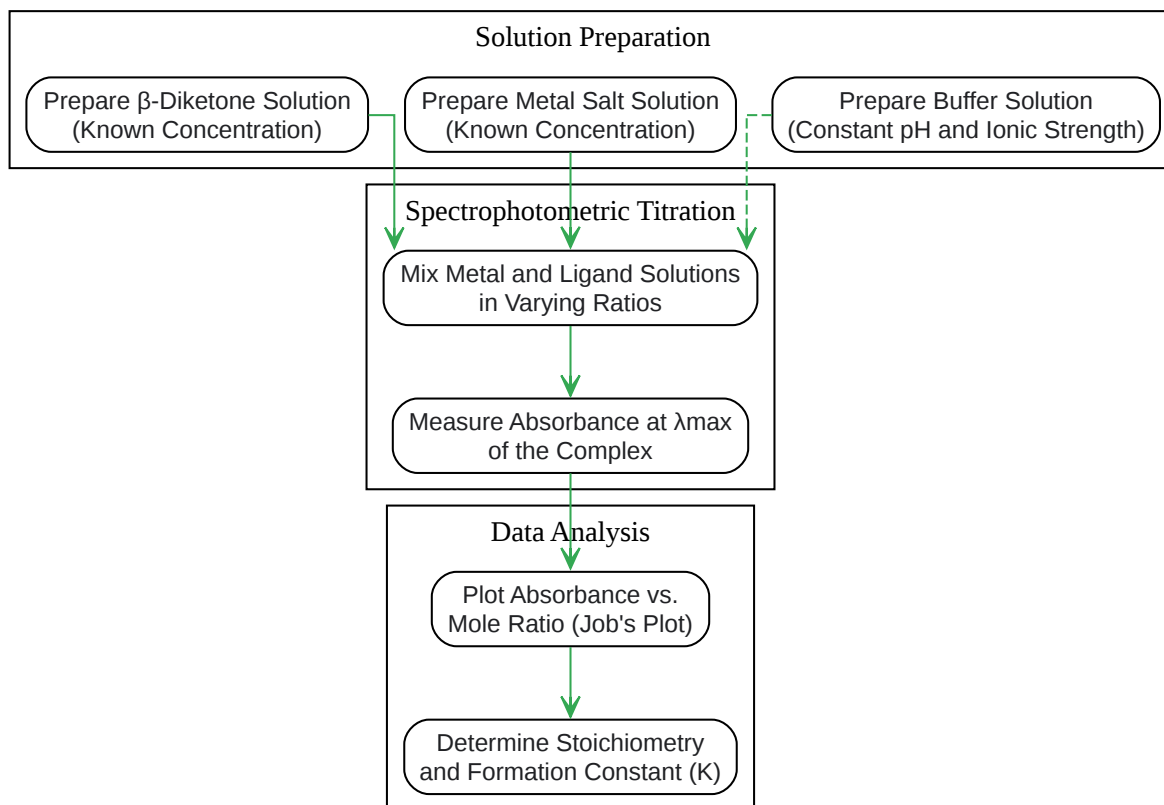 Solution Preparation
Prepare β-Diketone Solution
(Known Concentration)
Prepare Metal Salt Solution
(Known Concentration)
Prepare Buffer Solution
(Constant pH and Ionic Strength)
Spectrophotometric Titration
Mix Metal and Ligand Solutions
in Varying Ratios
Measure Absorbance at λmax
of the Complex
Data Analysis
Plot Absorbance vs.
Mole Ratio (Job's Plot)
Determine Stoichiometry
and Formation Constant (K)